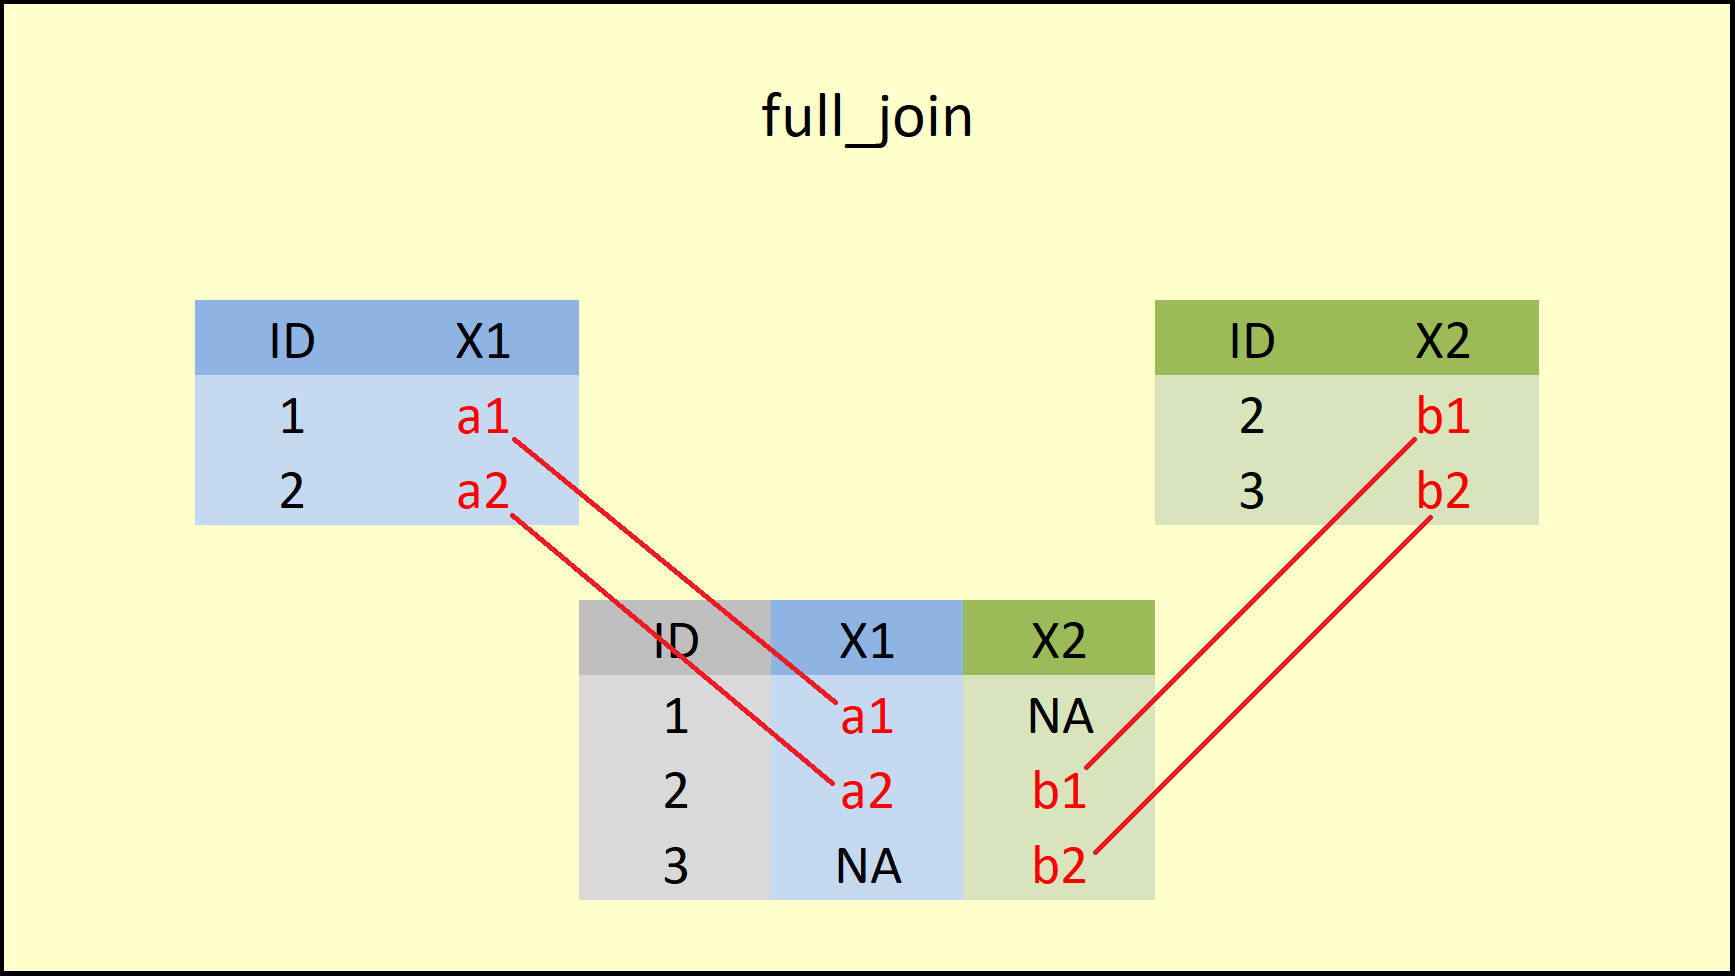 full_join
ID X1
1 a1
2 a2
ID X2
2 b1
3 b2
ID X1 X2
1 a1 NA
2 a2 b1
3 NA b2